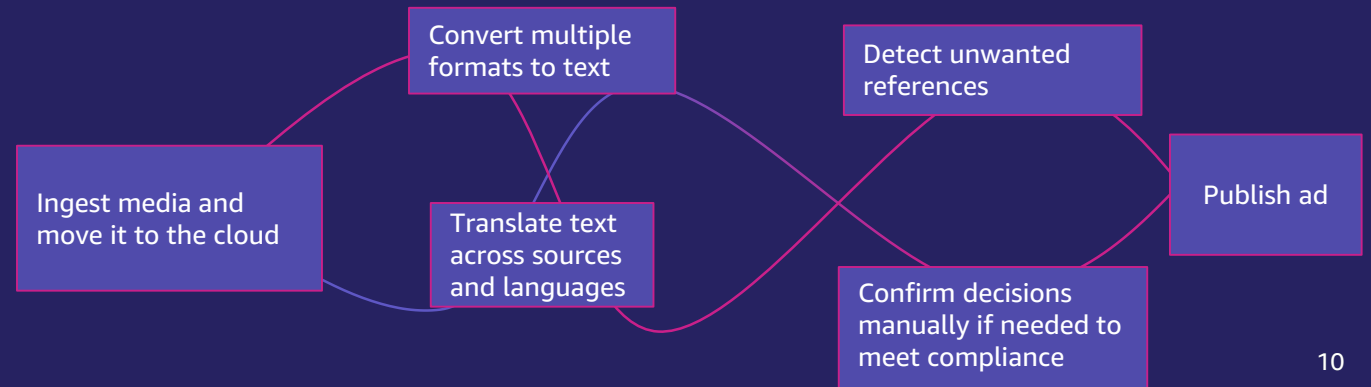 Ingest media and
move it to the cloud
Convert multiple
formats to text
Translate text
across sources
and languages
Detect unwanted
references
Confirm decisions
manually if needed to
meet compliance
Publish ad
10